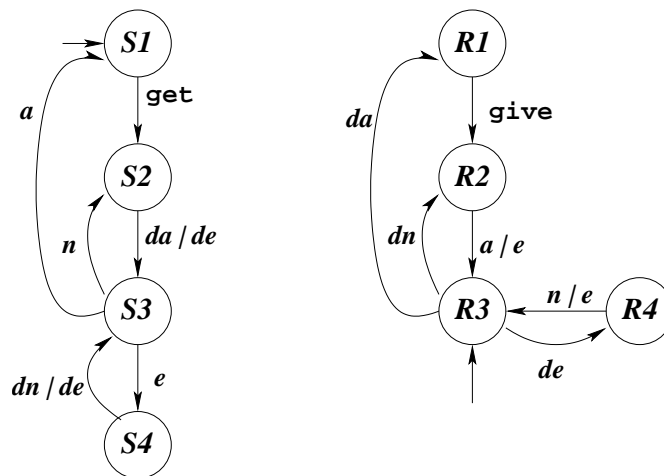 S1
get
a
S2
n
da / de
S3
dn / de
e
S4
R1
da
give
R2
dn
a / e
R3
n / e
R4
de